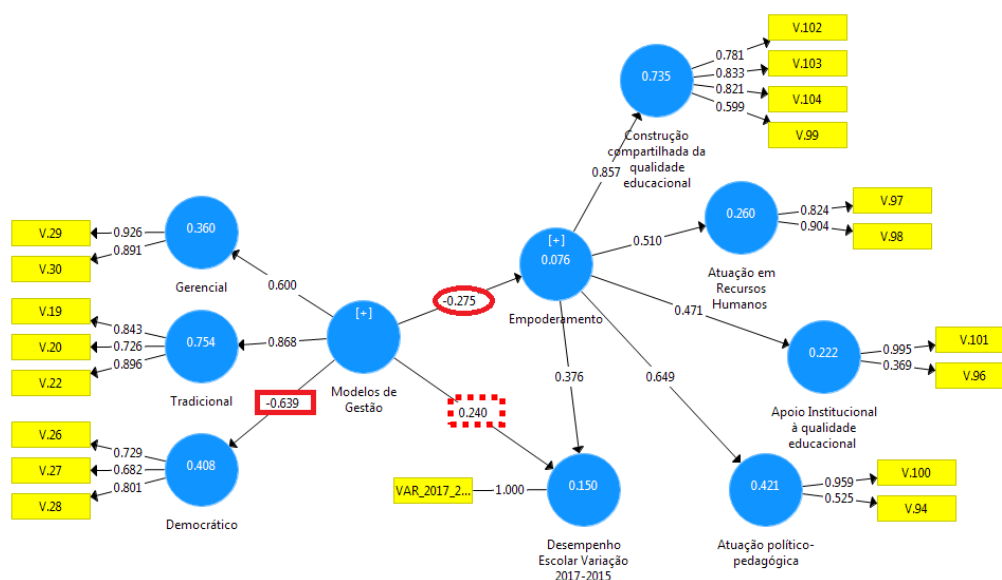 V.102
0.781
V.103
0.833
0.735
0.821
V.104
0.599
V.99
Construção
compartilhada da
qualidade
educacional
0.857
V.97
0.824
0.260
0.904
V.98
0.510
Atuação em
Recursos
Humanos
V.29
0.926
0.360
0.891
V.30
Gerencial
0.600
[+]
0.076
Empoderamento
-0.275
0.471
V.101
0.995
0.222
0.369
V.96
Apoio Institucional
à qualidade
educacional
V.19
0.843
V.20
0.726
0.754
0.896
V.22
Tradicional
0.868
[+]
Modelos de
Gestão
-0.639
0.240
0.376
0.649
V.26
0.729
V.27
0.682
0.408
0.801
V.28
Democrático
VAR_2017_2...
1.000
0.150
Desempenho
Escolar Variação
2017-2015
0.421
0.959
V.100
0.525
V.94
Atuação político-
pedagógica